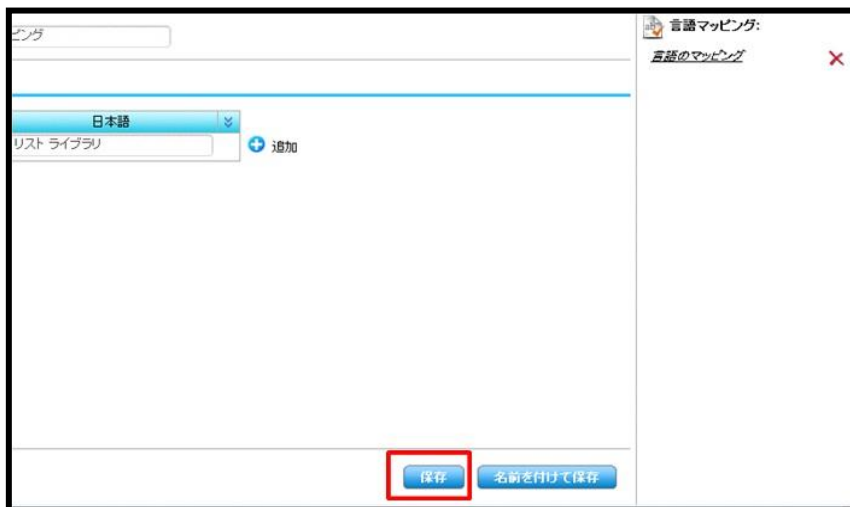 ピング
言語マッピング:
言語のマッピング
日本語
リスト ライブラリ
追加
保存
名前を付けて保存